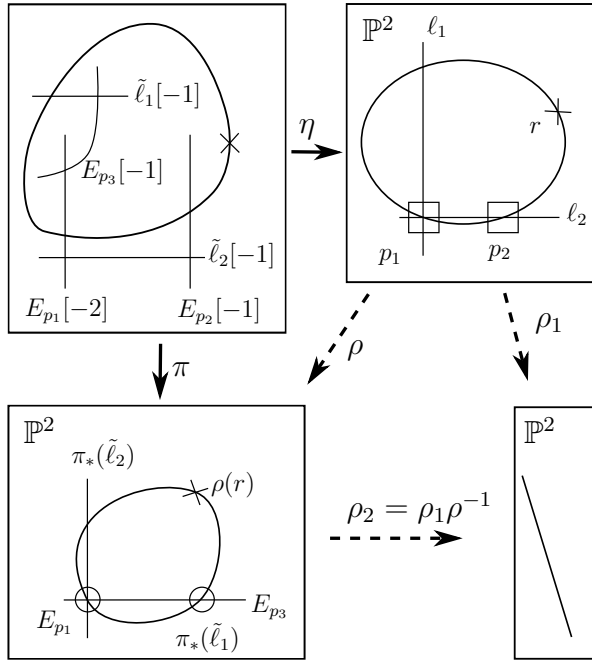 ℓ̃₁[−1]
E_{p₃}[−1]
ℓ̃₂[−1]
E_{p₁}[−2]
E_{p₂}[−1]
η
ℙ²
ℓ₁
r
ℓ₂
p₁
p₂
π
ρ
ρ₁
ℙ²
π_*(ℓ̃₂)
ρ(r)
E_{p₁}
E_{p₃}
π_*(ℓ̃₁)
ρ₂ = ρ₁ρ⁻¹
ℙ²